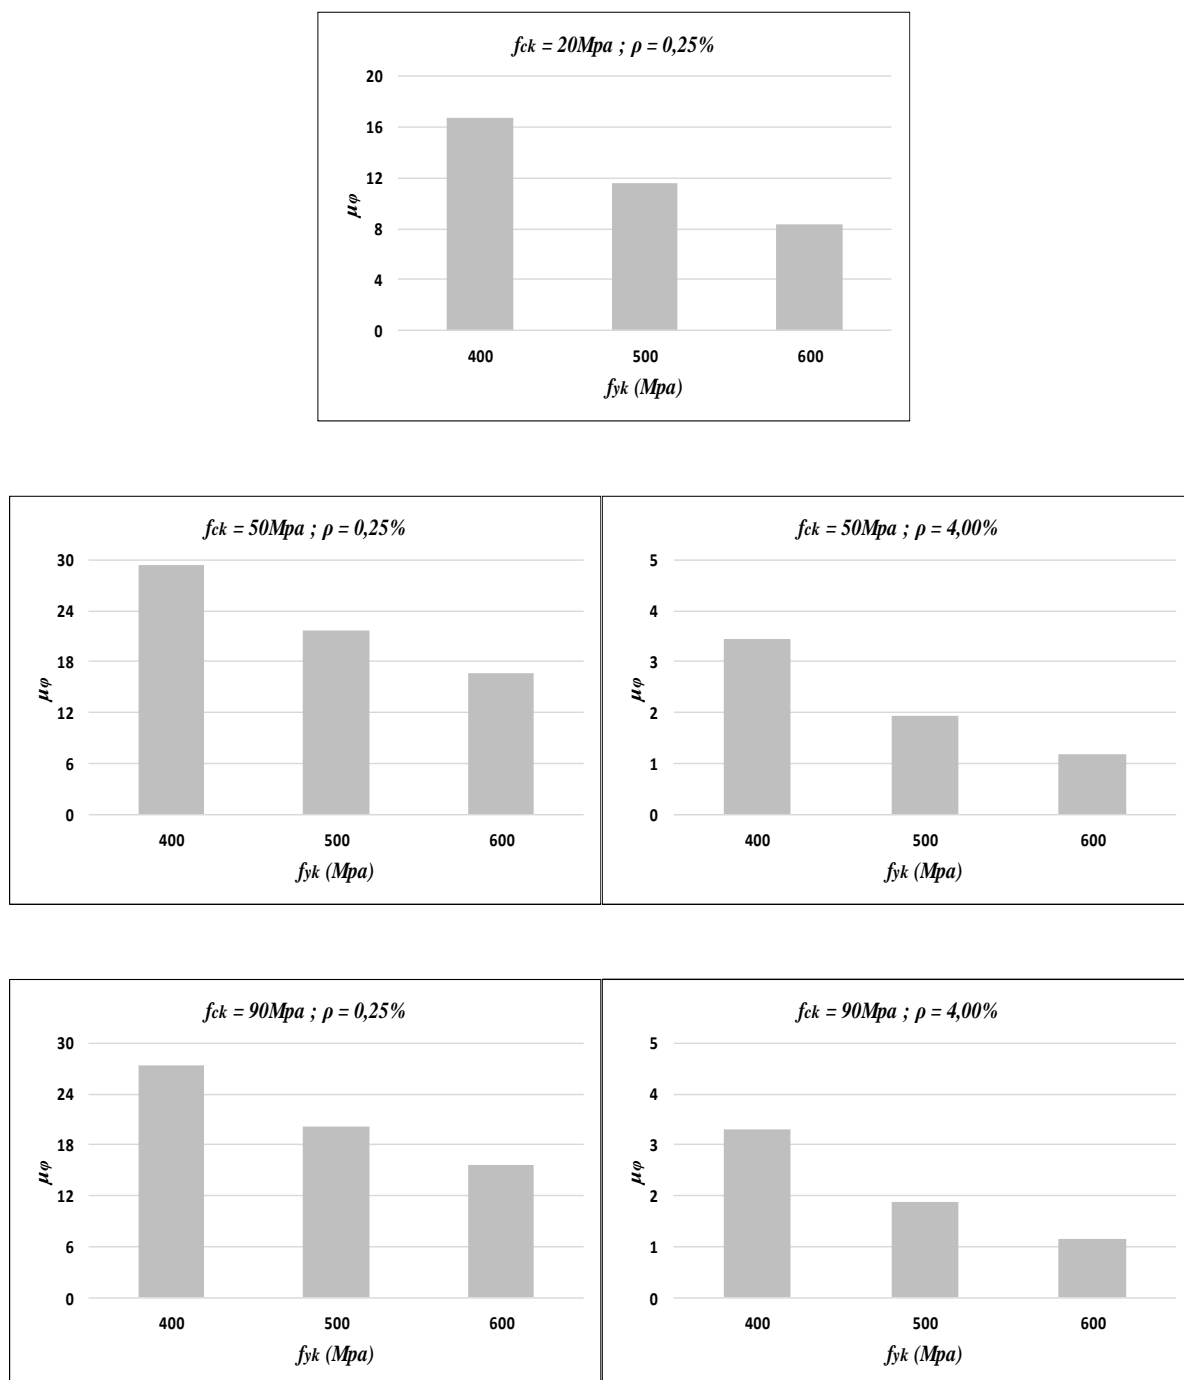 fck = 20Mpa ; ρ = 0,25%
20
16
12
8
4
0
μφ
400 500 600
fyk (Mpa)
fck = 50Mpa ; ρ = 0,25%
30
24
18
12
6
0
μφ
400 500 600
fyk (Mpa)
fck = 50Mpa ; ρ = 4,00%
5
4
3
2
1
0
μφ
400 500 600
fyk (Mpa)
fck = 90Mpa ; ρ = 0,25%
30
24
18
12
6
0
μφ
400 500 600
fyk (Mpa)
fck = 90Mpa ; ρ = 4,00%
5
4
3
2
1
0
μφ
400 500 600
fyk (Mpa)